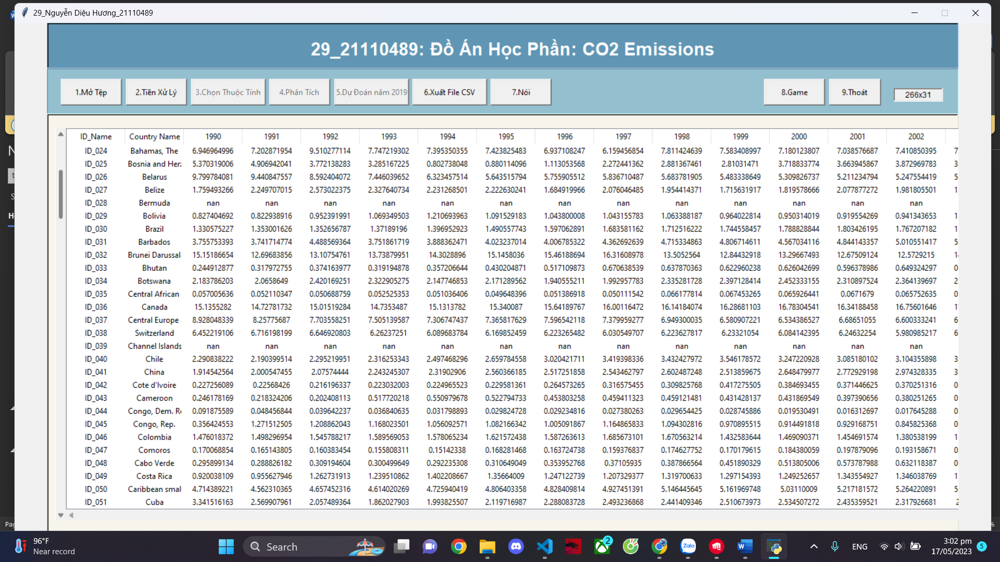 29_Nguyễn Diệu Hương_21110489
29_21110489: Đồ Án Học Phần: CO2 Emissions
1.Mở Tệp 2.Tiền Xử Lý 3.Chọn Thuộc Tính 4.Phân Tích 5.Dự Đoán năm 2019 6.Xuất File CSV 7.Nói 8.Game 9.Thoát 266x31
ID_Name Country Name 1990 1991 1992 1993 1994 1995 1996 1997 1998 1999 2000 2001 2002
ID_024 Bahamas, The 6.946964996 7.202871954 9.510277114 7.747219302 7.395350355 7.423825483 6.937108247 6.159456854 7.811424639 7.583408997 7.180123807 7.038576687 7.410850395 7
ID_025 Bosnia and Her 5.370319006 4.906942041 3.772138283 3.285167225 0.802738048 0.880114096 1.113053568 2.272441362 2.881367461 2.81031471 3.718833774 3.663945867 3.872969783 3
ID_026 Belarus 9.799784081 9.440847557 8.592404072 7.446039652 6.323457514 5.643515794 5.755905512 5.836710487 5.683781905 5.483338649 5.309826737 5.211234794 5.247554419 5
ID_027 Belize 1.759493266 2.249707015 2.573022375 2.327640734 2.231268501 2.222630241 1.684919966 2.076046485 1.954414371 1.715631917 1.819578666 2.077877272 1.981805501 1
ID_028 Bermuda nan nan nan nan nan nan nan nan nan nan nan nan nan
ID_029 Bolivia 0.827404692 0.822938916 0.952391991 1.069349503 1.210693963 1.091529183 1.043800008 1.043155783 1.063388187 0.964022814 0.950314019 0.919554269 0.941343653 1
ID_030 Brazil 1.330575227 1.353001626 1.352656787 1.37189196 1.396952923 1.490557743 1.597062891 1.683581162 1.712516222 1.744558457 1.788828844 1.803426195 1.767207182 1
ID_031 Barbados 3.755753393 3.741714774 4.488569364 3.751861719 3.888362471 4.023237014 4.006785322 4.362692639 4.715334863 4.806714611 4.567034116 4.844143357 5.010551417 5
ID_032 Brunei Darussal 15.15186654 12.69683856 13.10754761 13.73879951 14.3028896 15.1458036 15.46188694 16.31608978 13.5052564 12.84432918 13.29667493 12.67509124 12.5729215 1
ID_033 Bhutan 0.244912877 0.317972755 0.374163977 0.319194878 0.357206644 0.430204871 0.517109873 0.670638539 0.637870363 0.622960238 0.626042699 0.596378986 0.649324297 0
ID_034 Botswana 2.183786203 2.0658649 2.420169251 2.322905275 2.147746853 2.171289562 1.940555211 1.992957783 2.335281728 2.397128414 2.452333155 2.310897524 2.364139697 2
ID_035 Central African 0.057005636 0.052110347 0.050688759 0.052525353 0.051036406 0.049648396 0.051386918 0.050111542 0.066177814 0.067453265 0.065926441 0.0671679 0.065752635 0
ID_036 Canada 15.1355282 14.72781732 15.01519284 14.7353487 15.1313782 15.340087 15.64189767 16.00116472 16.14184074 16.28681103 16.78304541 16.34188458 16.75601646 1
ID_037 Central Europe 8.928048339 8.25775687 7.703558251 7.505139587 7.306747437 7.365817629 7.596542118 7.379959277 6.949300035 6.580907221 6.534386527 6.68651055 6.600333241 6
ID_038 Switzerland 6.452219106 6.716198199 6.646920803 6.26237251 6.089683784 6.169852459 6.223265482 6.030549707 6.223627817 6.23321054 6.084142395 6.24632254 5.980985217 6
ID_039 Channel Islands nan nan nan nan nan nan nan nan nan nan nan nan nan
ID_040 Chile 2.290838222 2.190399514 2.295219951 2.316253343 2.497468296 2.659784558 3.020421711 3.419398336 3.432427972 3.546178572 3.247220928 3.085180102 3.104355898 3
ID_041 China 1.914542564 2.000547455 2.07574444 2.243245307 2.31902906 2.560366185 2.517251858 2.543462797 2.602487248 2.513859675 2.648479977 2.772929198 2.974328335 3
ID_042 Cote d'Ivoire 0.227256089 0.22568426 0.216196337 0.223032003 0.224965523 0.229581361 0.264573265 0.316575455 0.309825768 0.417275505 0.384693455 0.371446625 0.370251316 0
ID_043 Cameroon 0.246178169 0.218324206 0.202408113 0.517720218 0.550979678 0.522794733 0.453803258 0.459411323 0.459121481 0.431428137 0.431869549 0.397390656 0.380251265 0
ID_044 Congo, Dem. R 0.091875589 0.048456844 0.039642237 0.036840635 0.031798893 0.029824728 0.029234816 0.027380263 0.029654425 0.028745886 0.019530491 0.016312697 0.017645288 0
ID_045 Congo, Rep. 0.356424553 1.271512505 1.208862043 1.168023501 1.056092571 1.082166342 1.005091867 1.164865833 1.094302816 0.970895515 0.914491818 0.929168751 0.845825368 0
ID_046 Colombia 1.476018372 1.498296954 1.545788217 1.589569053 1.578065234 1.621572438 1.587263613 1.685673101 1.670563214 1.432583644 1.469090371 1.454691574 1.380538199 1
ID_047 Comoros 0.170068854 0.165143805 0.160383454 0.155808311 0.15142338 0.168281468 0.163724738 0.159376837 0.174627752 0.170179615 0.184380059 0.197879096 0.193158671 0
ID_048 Cabo Verde 0.295899134 0.288826182 0.309194604 0.300499649 0.292235308 0.310649049 0.353952768 0.37105935 0.387866564 0.451890329 0.513805006 0.573787988 0.632118387 0
ID_049 Costa Rica 0.920038109 0.955627946 1.262731913 1.239510862 1.402208667 1.35664009 1.247122739 1.207329377 1.319700633 1.297154393 1.249252657 1.343554927 1.346038769 1
ID_050 Caribbean smal 4.714389221 4.562310365 4.657452316 4.614020269 4.725940419 4.806403358 4.828409814 4.927451391 5.146445645 5.161969748 5.03110009 5.217181572 5.264220891 5
ID_051 Cuba 3.341516163 2.569907961 2.057489364 1.862027903 1.993825507 2.119716987 2.288083728 2.493236868 2.441409346 2.510673973 2.534507272 2.435359521 2.317926681 2
96°F
Near record
Search
2
Zalo
ENG
3:02 pm
17/05/2023
5